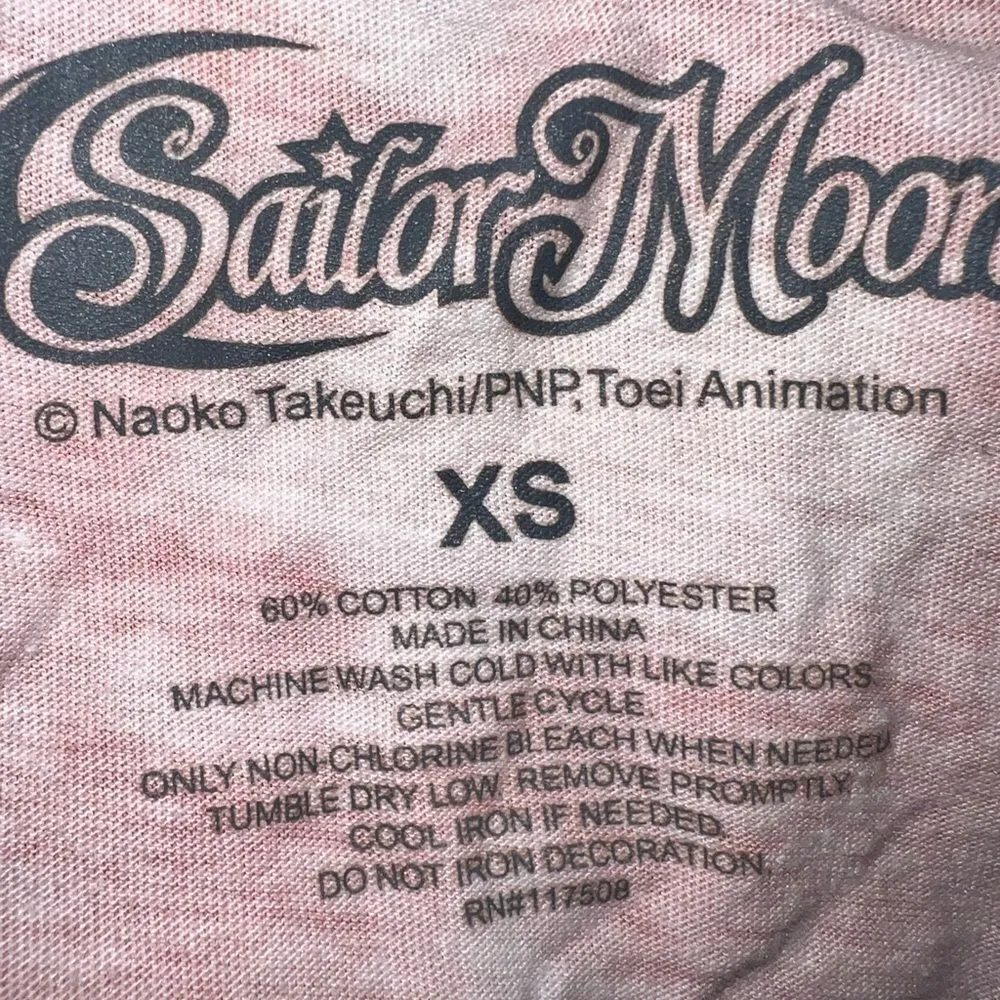 Sailor Moon
© Naoko Takeuchi/PNP, Toei Animation
XS
60% COTTON 40% POLYESTER
MADE IN CHINA
MACHINE WASH COLD WITH LIKE COLORS
GENTLE CYCLE
ONLY NON-CHLORINE BLEACH WHEN NEEDED
TUMBLE DRY LOW. REMOVE PROMPTLY.
COOL IRON IF NEEDED.
DO NOT IRON DECORATION.
RN#117508